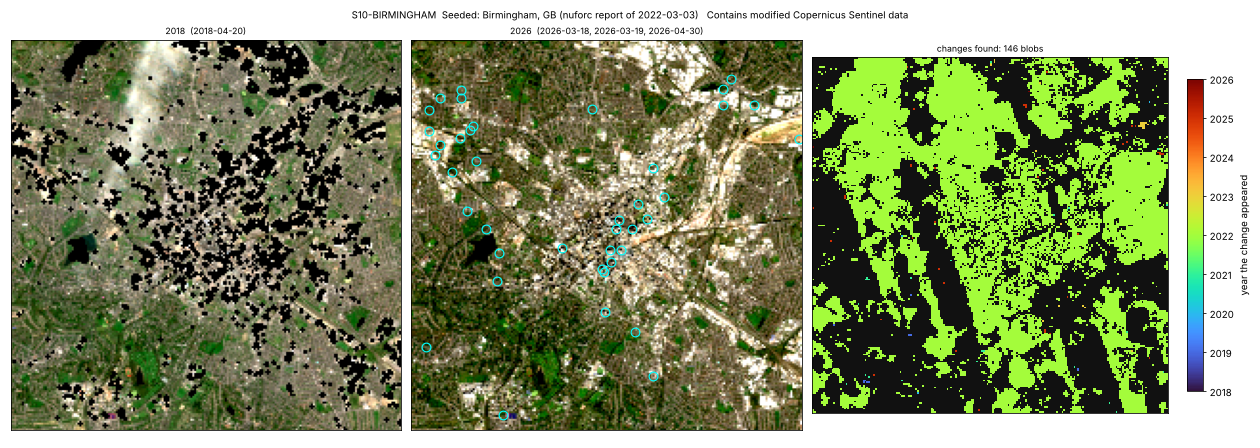 S10-BIRMINGHAM  Seeded: Birmingham, GB (nuforc report of 2022-03-03)   Contains modified Copernicus Sentinel data
2018  (2018-04-20)
2026  (2026-03-18, 2026-03-19, 2026-04-30)
changes found: 146 blobs
2026
2025
2024
2023
2022
2021
2020
2019
2018
year the change appeared